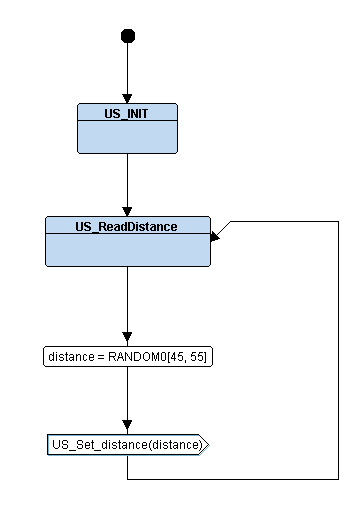 US_INIT
US_ReadDistance
distance = RANDOM0[45, 55]
US_Set_distance(distance)